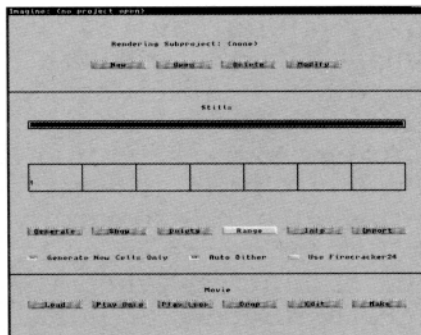 Imagine: (no project open)
Rendering Subproject: (none)
New Open Delete Modify
Stills
Generate Show Delete Range Info Import
Generate New Cells Only Auto Dither Use Firecracker24
Movie
Load Play Once Play Loop Drop Edit Make